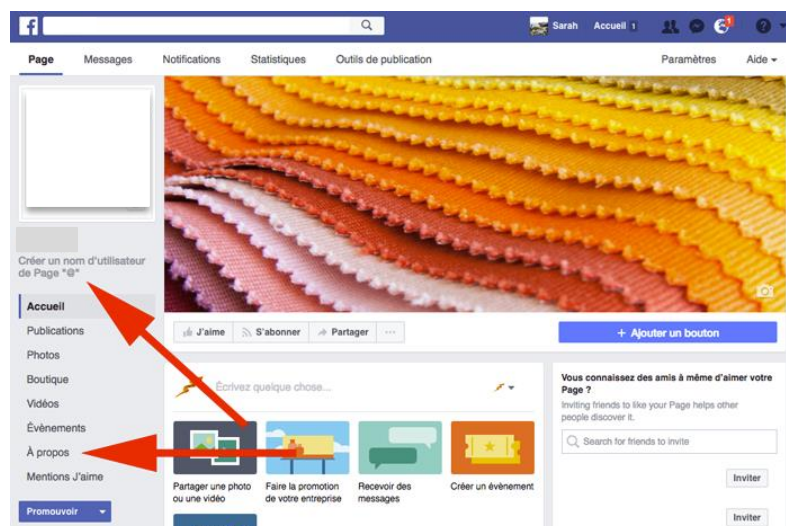 f Sarah Accueil 1 1 ?
Page Messages Notifications Statistiques Outils de publication Paramètres Aide
Créer un nom d'utilisateur
de Page "@"
Accueil
Publications
Photos
Boutique
Vidéos
Évènements
À propos
Mentions J'aime
Promouvoir
J'aime S'abonner Partager ...
+ Ajouter un bouton
Écrivez quelque chose...
Partager une photo
ou une vidéo
Faire la promotion
de votre entreprise
Recevoir des
messages
Créer un évènement
Vous connaissez des amis à même d'aimer votre
Page ?
Inviting friends to like your Page helps other
people discover it.
Search for friends to invite
Inviter
Inviter